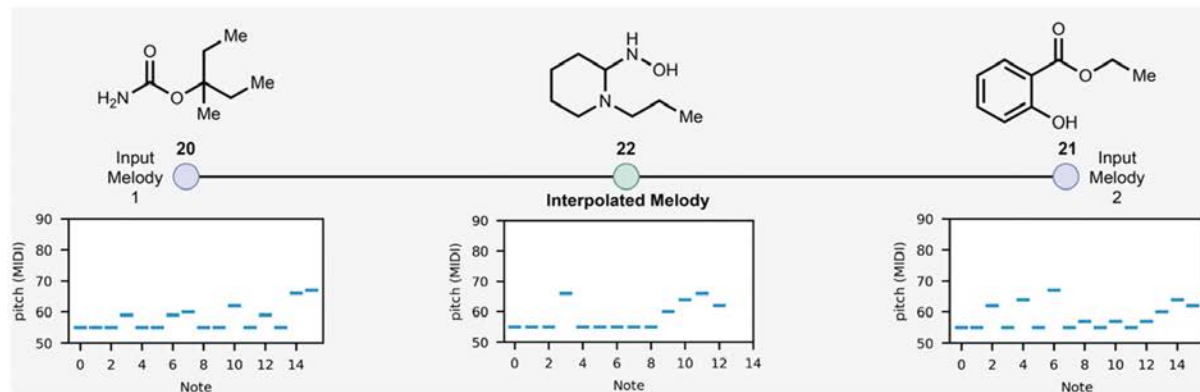 O
Me
Me
H₂N
O
Me
H
N
OH
N
Me
O
O
Me
OH
20
22
21
Input
Melody
1
Interpolated Melody
Input
Melody
2
pitch (MIDI)
90
80
70
60
50
0 2 4 6 8 10 12 14
Note
pitch (MIDI)
90
80
70
60
50
0 2 4 6 8 10 12 14
Note
pitch (MIDI)
90
80
70
60
50
0 2 4 6 8 10 12 14
Note